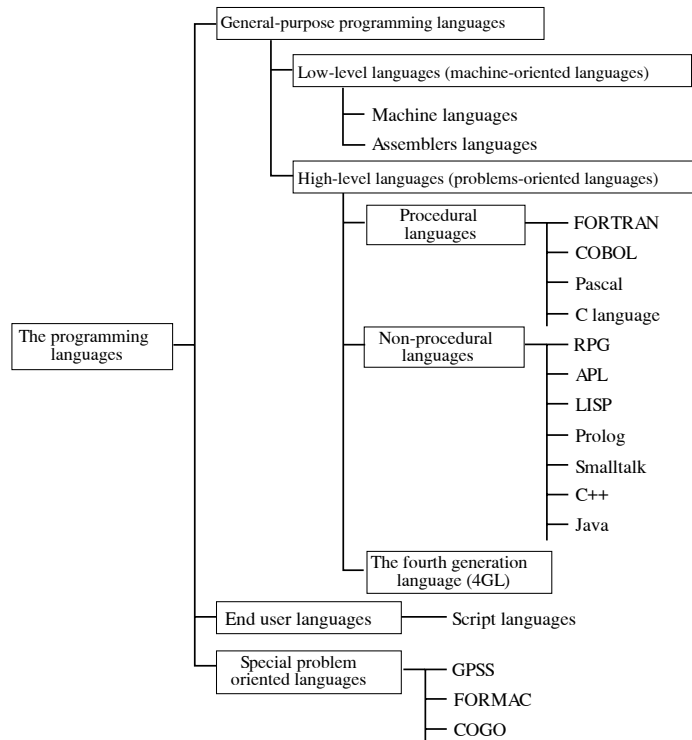 General-purpose programming languages
Low-level languages (machine-oriented languages)
Machine languages
Assemblers languages
High-level languages (problems-oriented languages)
Procedural
languages
FORTRAN
COBOL
Pascal
C language
The programming
languages
Non-procedural
languages
RPG
APL
LISP
Prolog
Smalltalk
C++
Java
The fourth generation
language (4GL)
End user languages
Script languages
Special problem
oriented languages
GPSS
FORMAC
COGO